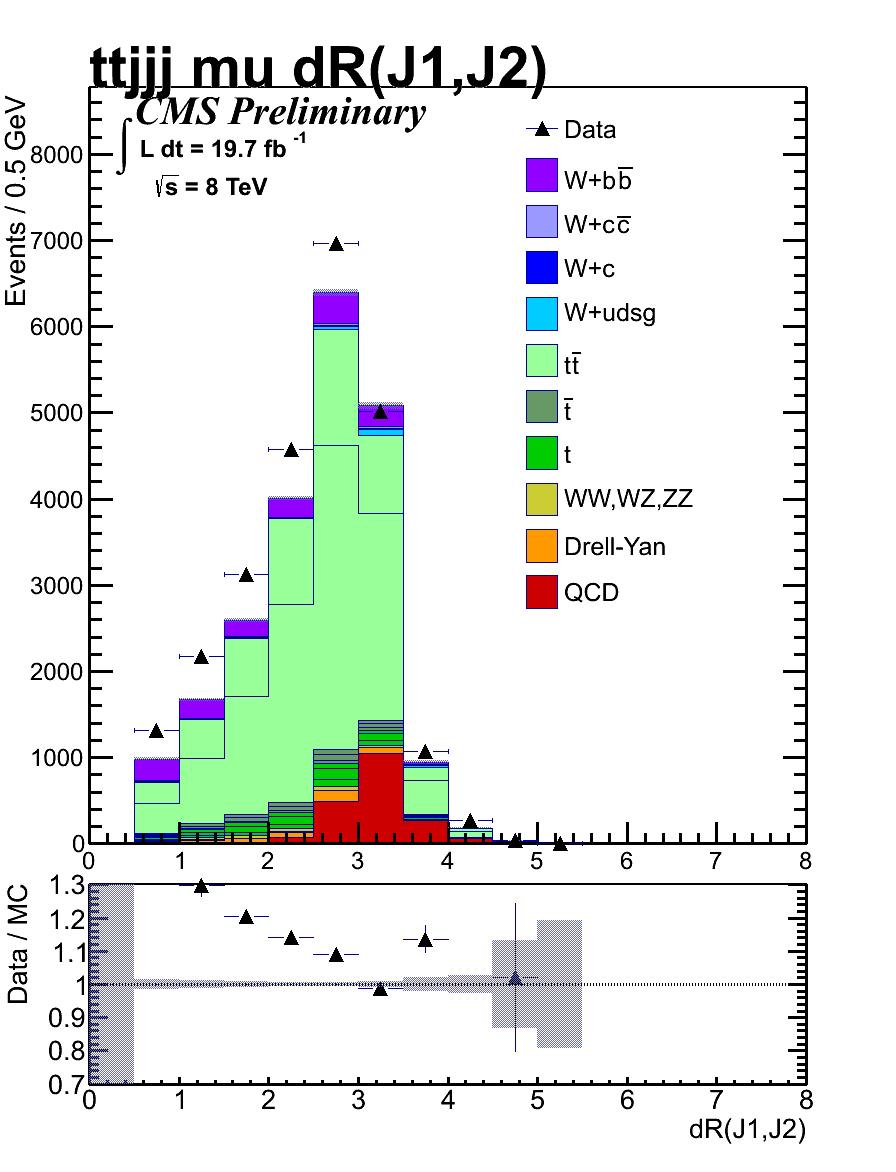 ttjjj mu dR(J1,J2)
CMS Preliminary
∫ L dt = 19.7 fb -1
√s = 8 TeV
Events / 0.5 GeV
8000
7000
6000
5000
4000
3000
2000
1000
0
Data
W+bb̅
W+cc̅
W+c
W+udsg
tt̅
t̅
t
WW,WZ,ZZ
Drell-Yan
QCD
0 1 2 3 4 5 6 7 8
Data / MC
1.3
1.2
1.1
1
0.9
0.8
0.7
0 1 2 3 4 5 6 7 8
dR(J1,J2)